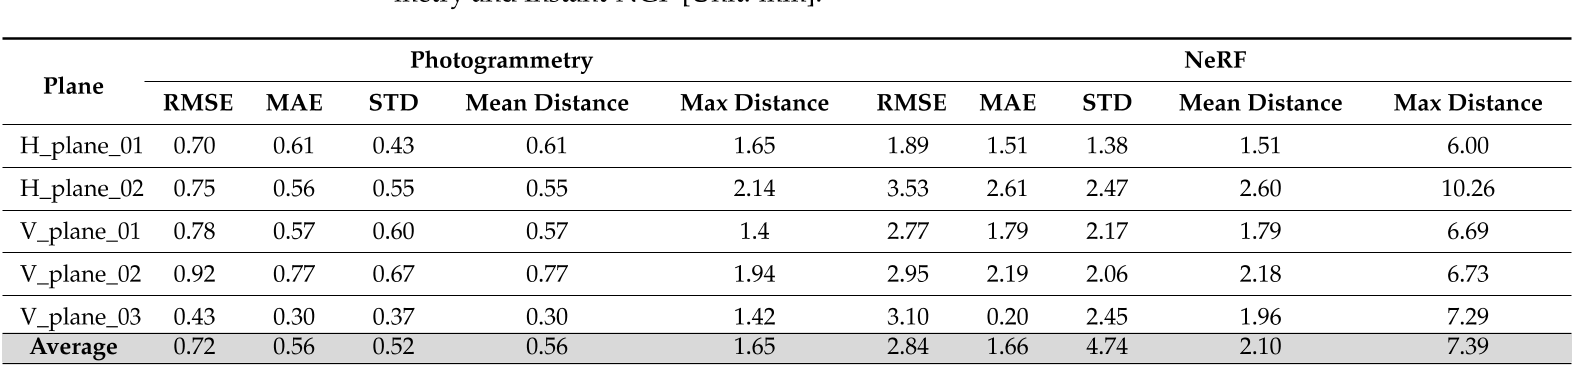 metry and Instant-NGP [Unit: mm].
Photogrammetry NeRF
Plane
RMSE MAE STD Mean Distance Max Distance RMSE MAE STD Mean Distance Max Distance
H_plane_01 0.70 0.61 0.43 0.61 1.65 1.89 1.51 1.38 1.51 6.00
H_plane_02 0.75 0.56 0.55 0.55 2.14 3.53 2.61 2.47 2.60 10.26
V_plane_01 0.78 0.57 0.60 0.57 1.4 2.77 1.79 2.17 1.79 6.69
V_plane_02 0.92 0.77 0.67 0.77 1.94 2.95 2.19 2.06 2.18 6.73
V_plane_03 0.43 0.30 0.37 0.30 1.42 3.10 0.20 2.45 1.96 7.29
Average 0.72 0.56 0.52 0.56 1.65 2.84 1.66 4.74 2.10 7.39